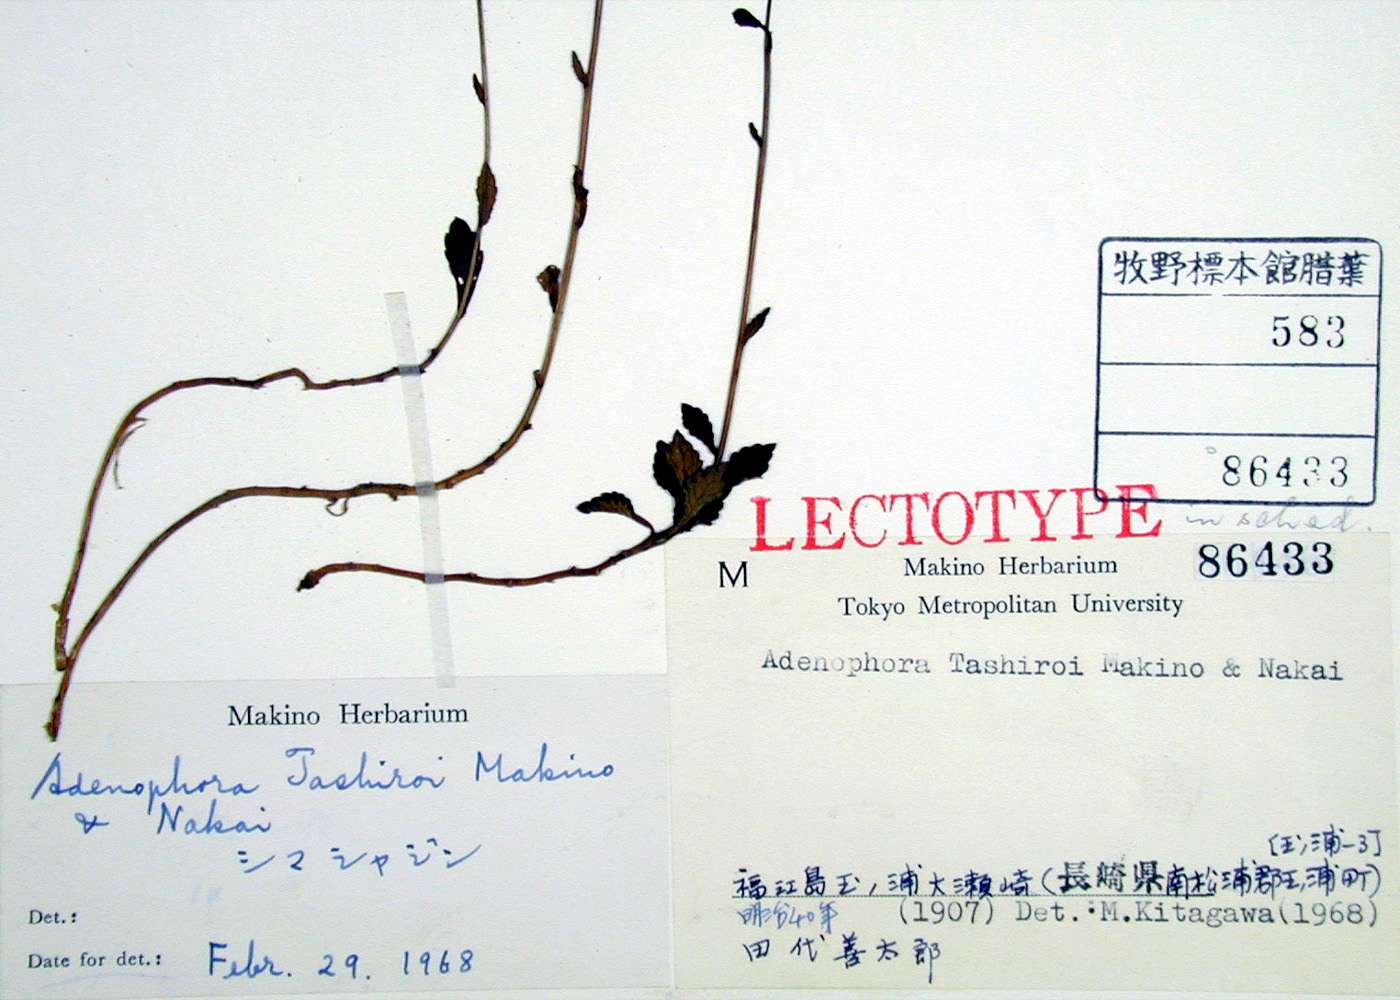 牧野標本館腊葉
583
86433
LECTOTYPE
in sched.
86433
M
Makino Herbarium
Tokyo Metropolitan University
Adenophora Tashiroi Makino & Nakai
[玉ノ浦-3]
福江島玉ノ浦大瀬崎(長崎県南松浦郡玉ノ浦町)
明治40年 (1907) Det.:M.Kitagawa(1968)
田代善太郎
Makino Herbarium
Adenophora Tashiroi Makino
& Nakai
シマシャジン
Det.:
Date for det.: Febr. 29. 1968